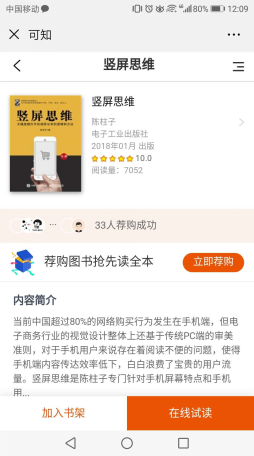 中国移动
80% 12:09
可知
竖屏思维
竖屏思维
竖屏思维
陈柱子
电子工业出版社
2018年01月 出版
10.0
阅读量：7052
33人荐购成功
荐购图书抢先读全本
立即荐购
内容简介
当前中国超过80%的网络购买行为发生在手机端，但电
子商务行业的视觉设计整体上还基于传统PC端的审美
准则，对于手机用户来说存在着阅读不便的问题，使得
手机端内容传达效率低下，白白浪费了宝贵的用户流
量。竖屏思维是陈柱子专门针对手机屏幕特点和手机
用...
加入书架
在线试读